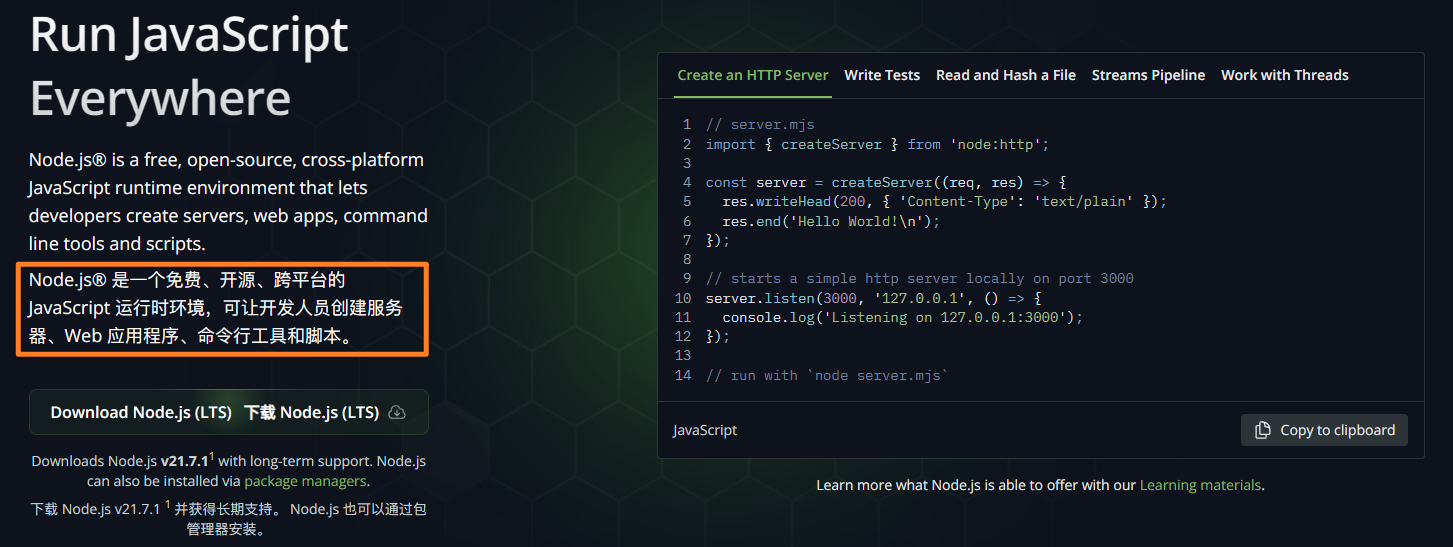 Run JavaScript
Everywhere
Node.js® is a free, open-source, cross-platform
JavaScript runtime environment that lets
developers create servers, web apps, command
line tools and scripts.
Node.js® 是一个免费、开源、跨平台的
JavaScript 运行时环境，可让开发人员创建服务
器、Web 应用程序、命令行工具和脚本。
Download Node.js (LTS) 下载 Node.js (LTS)
Downloads Node.js v21.7.1¹ with long-term support. Node.js
can also be installed via package managers.
下载 Node.js v21.7.1 ¹ 并获得长期支持。 Node.js 也可以通过包
管理器安装。
Create an HTTP Server Write Tests Read and Hash a File Streams Pipeline Work with Threads
1 // server.mjs
2 import { createServer } from 'node:http';
3
4 const server = createServer((req, res) => {
5   res.writeHead(200, { 'Content-Type': 'text/plain' });
6   res.end('Hello World!\n');
7 });
8
9 // starts a simple http server locally on port 3000
10 server.listen(3000, '127.0.0.1', () => {
11   console.log('Listening on 127.0.0.1:3000');
12 });
13
14 // run with `node server.mjs`
JavaScript Copy to clipboard
Learn more what Node.js is able to offer with our Learning materials.